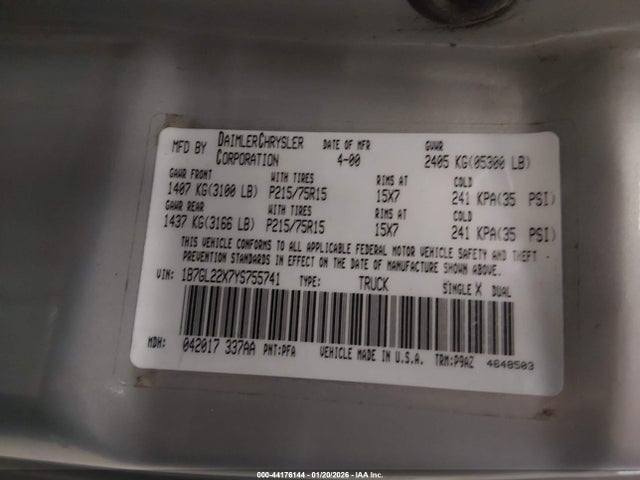 MFD BY DAIMLERCHRYSLER CORPORATION DATE OF MFR 4-00 GVWR 2405 KG(05300 LB)
GAWR FRONT WITH TIRES RIMS AT COLD
1407 KG(3100 LB) P215/75R15 15X7 241 KPA(35 PSI)
GAWR REAR WITH TIRES RIMS AT COLD
1437 KG(3166 LB) P215/75R15 15X7 241 KPA(35 PSI)
THIS VEHICLE CONFORMS TO ALL APPLICABLE FEDERAL MOTOR VEHICLE SAFETY AND THEFT
PREVENTION STANDARDS IN EFFECT ON THE DATE OF MANUFACTURE SHOWN ABOVE.
VIN: 1B7GL22X7YS755741 TYPE: TRUCK SINGLE X DUAL
MDH: 042017 337AA PNT:PFA VEHICLE MADE IN U.S.A. TRM:P9AZ 4648503
000-44176144 - 01/20/2026 - IAA Inc.